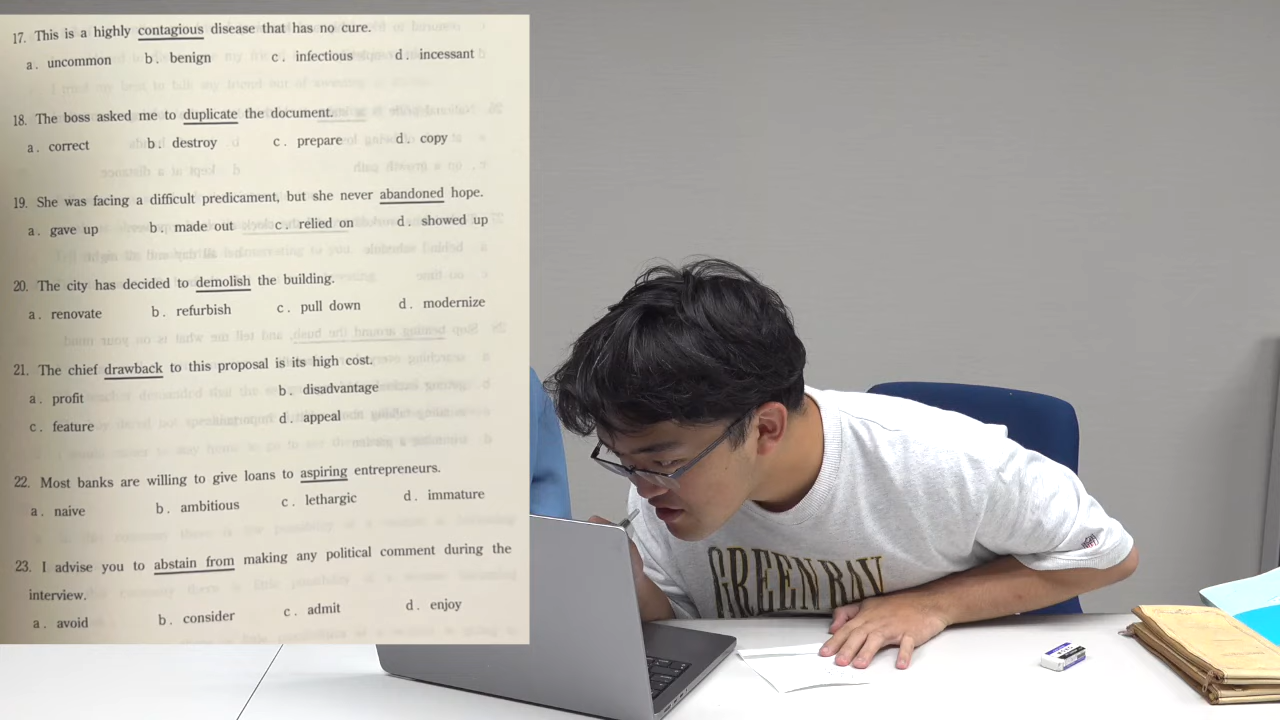 17. This is a highly contagious disease that has no cure.
a. uncommon b. benign c. infectious d. incessant
18. The boss asked me to duplicate the document.
a. correct b. destroy c. prepare d. copy
19. She was facing a difficult predicament, but she never abandoned hope.
a. gave up b. made out c. relied on d. showed up
20. The city has decided to demolish the building.
a. renovate b. refurbish c. pull down d. modernize
21. The chief drawback to this proposal is its high cost.
a. profit b. disadvantage
c. feature d. appeal
22. Most banks are willing to give loans to aspiring entrepreneurs.
a. naive b. ambitious c. lethargic d. immature
23. I advise you to abstain from making any political comment during the
interview.
a. avoid b. consider c. admit d. enjoy
GREEN BAY